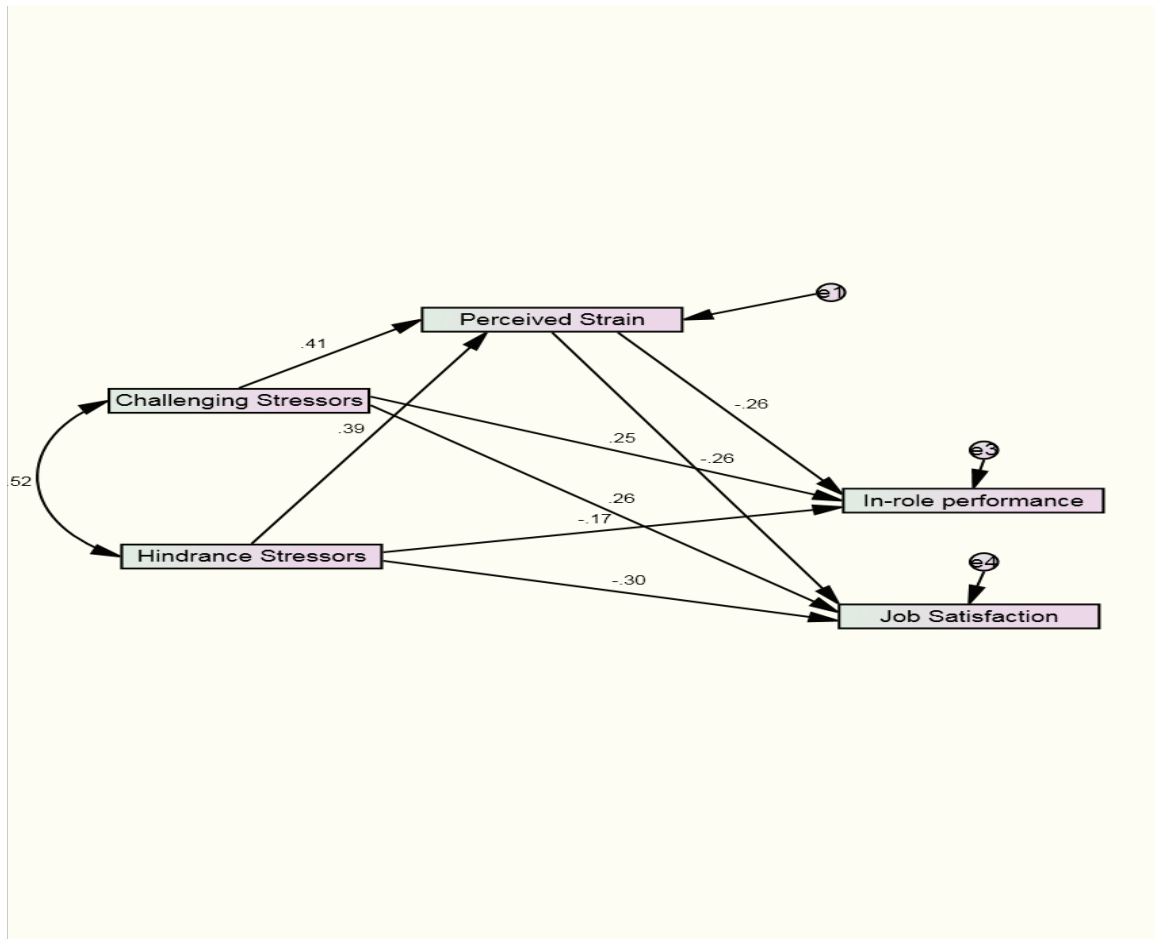 e1
Perceived Strain
.41
Challenging Stressors
-.26
.39
.25
-.26
e3
.52
.26
In-role performance
-.17
Hindrance Stressors
e4
-.30
Job Satisfaction